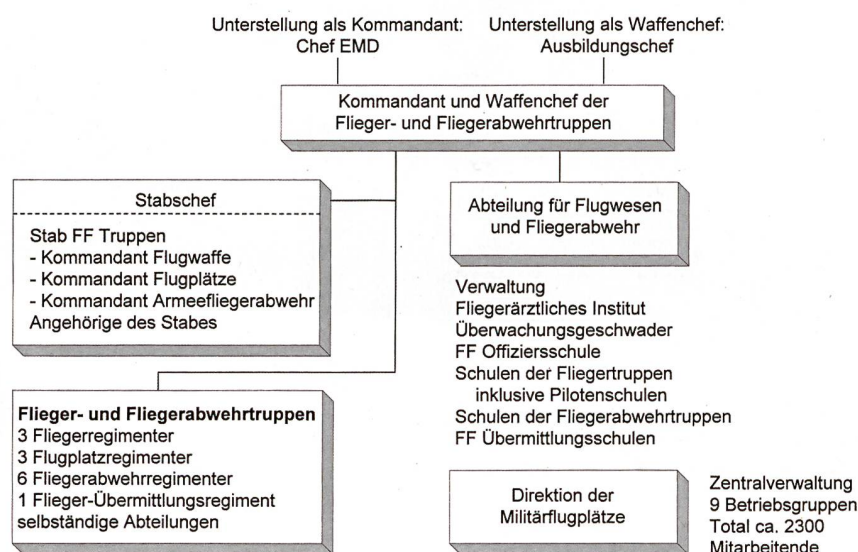 Unterstellung als Kommandant:
Chef EMD
Unterstellung als Waffenchef:
Ausbildungschef
Kommandant und Waffenchef der
Flieger- und Fliegerabwehrtruppen
Stabschef
Stab FF Truppen
- Kommandant Flugwaffe
- Kommandant Flugplätze
- Kommandant Armeefliegerabwehr
Angehörige des Stabes
Abteilung für Flugwesen
und Fliegerabwehr
Verwaltung
Fliegerärztliches Institut
Überwachungsgeschwader
FF Offiziersschule
Schulen der Fliegertruppen
inklusive Pilotenschulen
Schulen der Fliegerabwehrtruppen
FF Übermittlungsschulen
Flieger- und Fliegerabwehrtruppen
3 Fliegerregimenter
3 Flugplatzregimenter
6 Fliegerabwehrregimenter
1 Flieger-Übermittlungsregiment
selbständige Abteilungen
Direktion der
Militärflugplätze
Zentralverwaltung
9 Betriebsgruppen
Total ca. 2300
Mitarbeitende